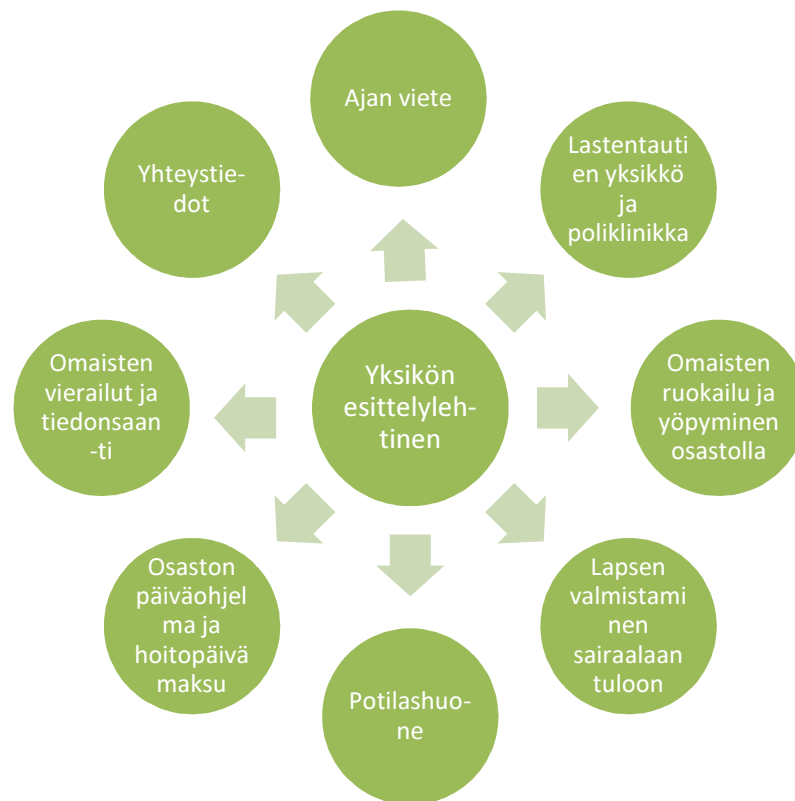 Ajan viete
Lastentauti
en yksikkö
ja
poliklinikka
Omaisten
ruokailu ja
yöpyminen
osastolla
Lapsen
valmistami
nen
sairaalaan
tuloon
Potilashuo-
ne
Osaston
päiväohjel
ma ja
hoitopäivä
maksu
Omaisten
vierailut ja
tiedonsaan
-ti
Yhteystie-
dot
Yksikön
esittelyleh-
tinen